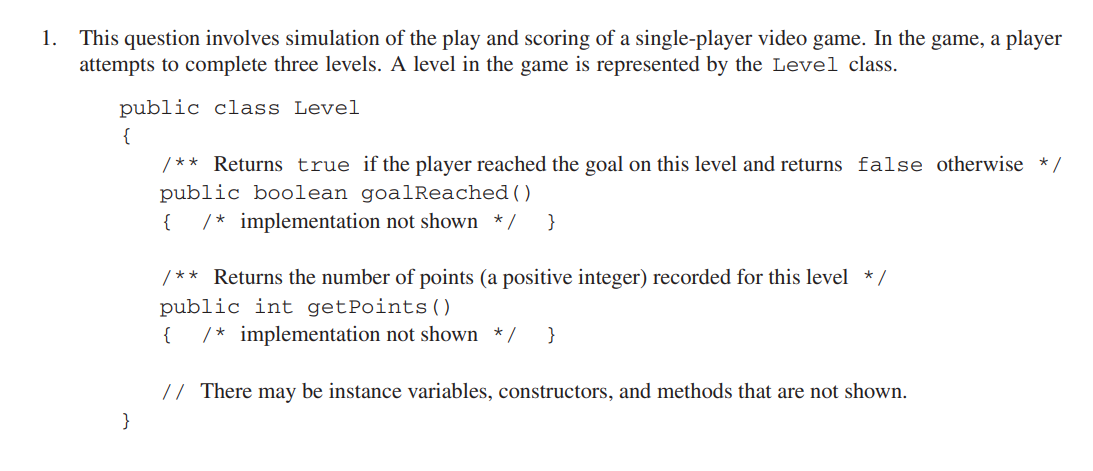 1. This question involves simulation of the play and scoring of a single-player video game. In the game, a player
attempts to complete three levels. A level in the game is represented by the Level class.
public class Level
{
/** Returns true if the player reached the goal on this level and returns false otherwise */
public boolean goalReached()
{ /* implementation not shown */ }
/** Returns the number of points (a positive integer) recorded for this level */
public int getPoints()
{ /* implementation not shown */ }
// There may be instance variables, constructors, and methods that are not shown.
}